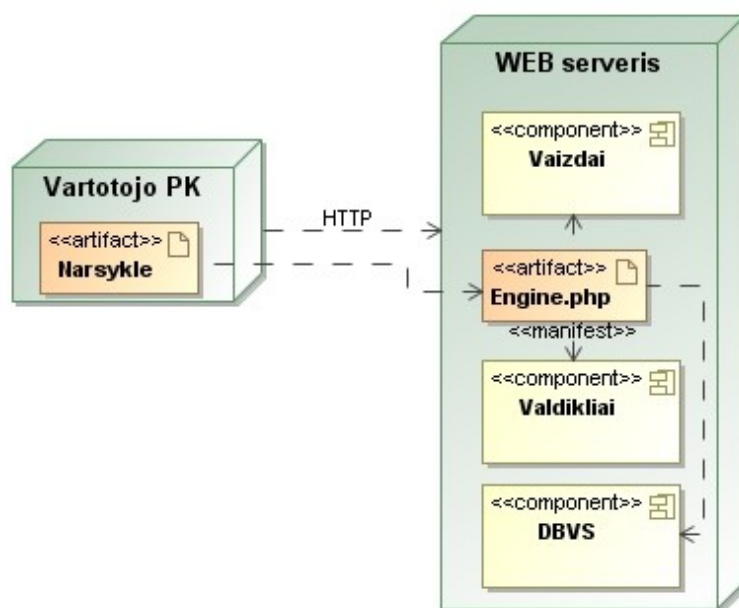 WEB serveris
<<component>>
Vaizdai
Vartotojo PK
<<artifact>>
Narsykle
HTTP
<<artifact>>
Engine.php
<<manifest>>
<<component>>
Valdikliai
<<component>>
DBVS